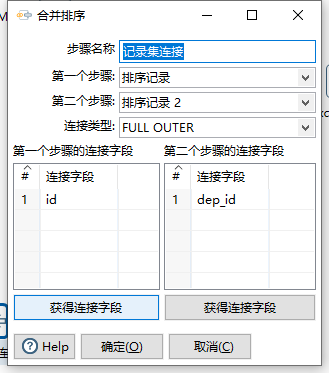 合并排序
步骤名称
记录集连接
第一个步骤:
排序记录
第二个步骤:
排序记录 2
连接类型:
FULL OUTER
第一个步骤的连接字段
第二个步骤的连接字段
# 连接字段
1 id
# 连接字段
1 dep_id
获得连接字段
获得连接字段
Help
确定(O)
取消(C)